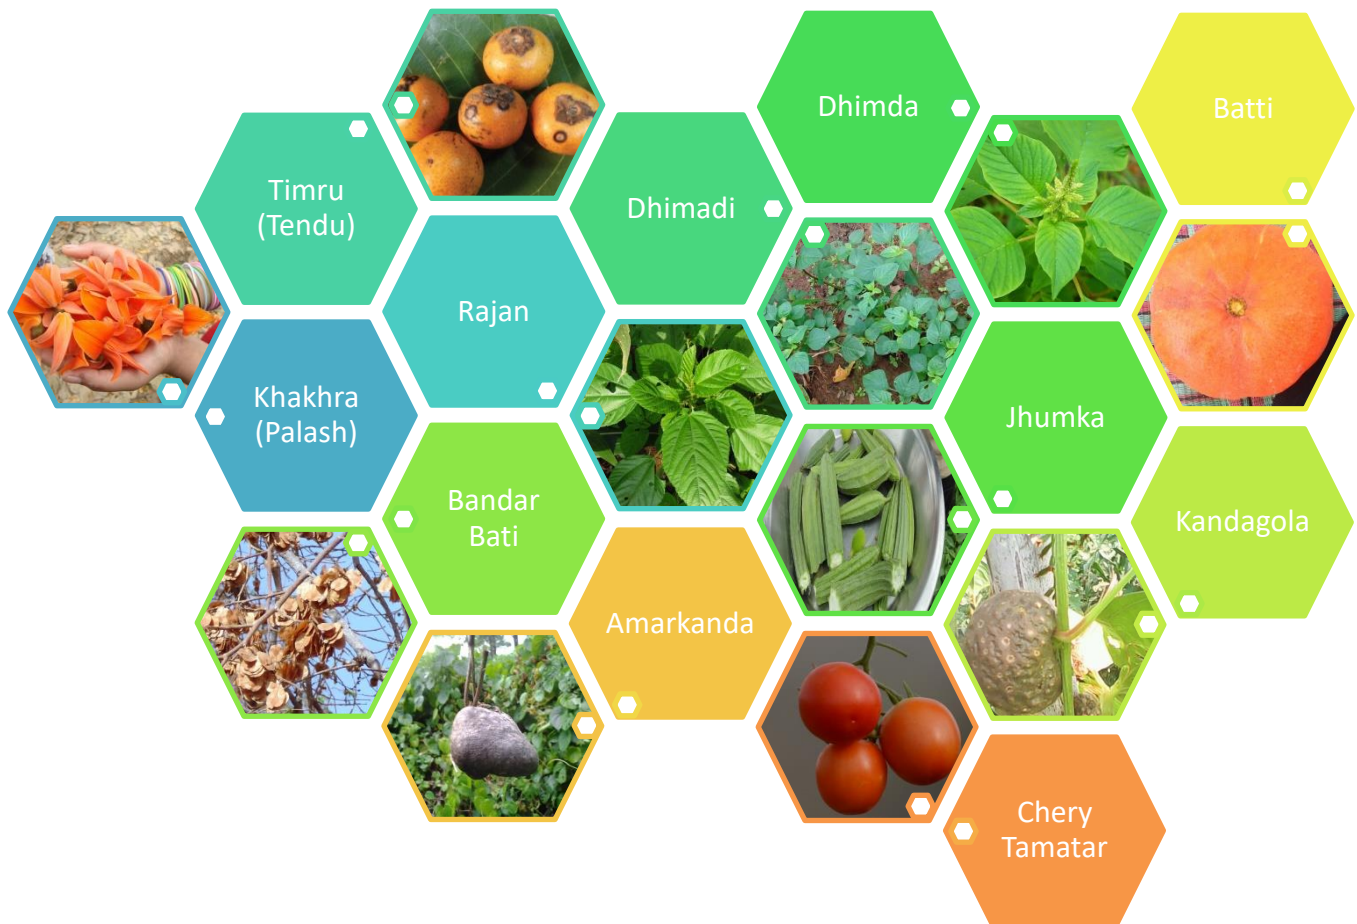 Dhimda
Batti
Timru
(Tendu)
Dhimadi
Rajan
Khakhra
(Palash)
Jhumka
Bandar
Bati
Kandagola
Amarkanda
Chery
Tamatar